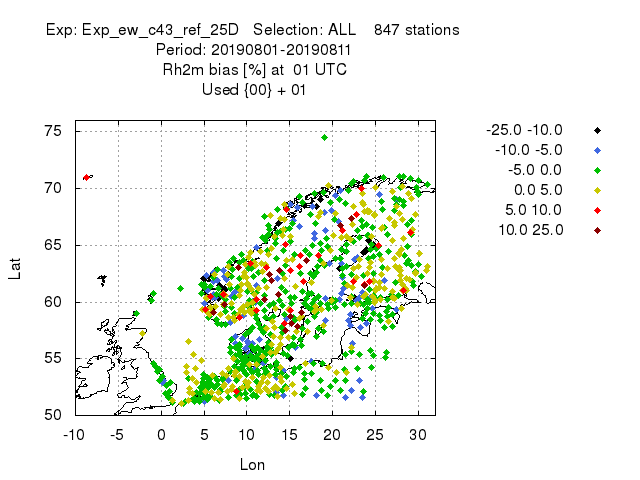 Exp: Exp_ew_c43_ref_25D   Selection: ALL    847 stations
Period: 20190801-20190811
Rh2m bias [%] at  01 UTC
Used {00} + 01
-25.0 -10.0
-10.0 -5.0
-5.0 0.0
0.0 5.0
5.0 10.0
10.0 25.0
75
70
65
60
55
50
Lat
-10 -5 0 5 10 15 20 25 30
Lon